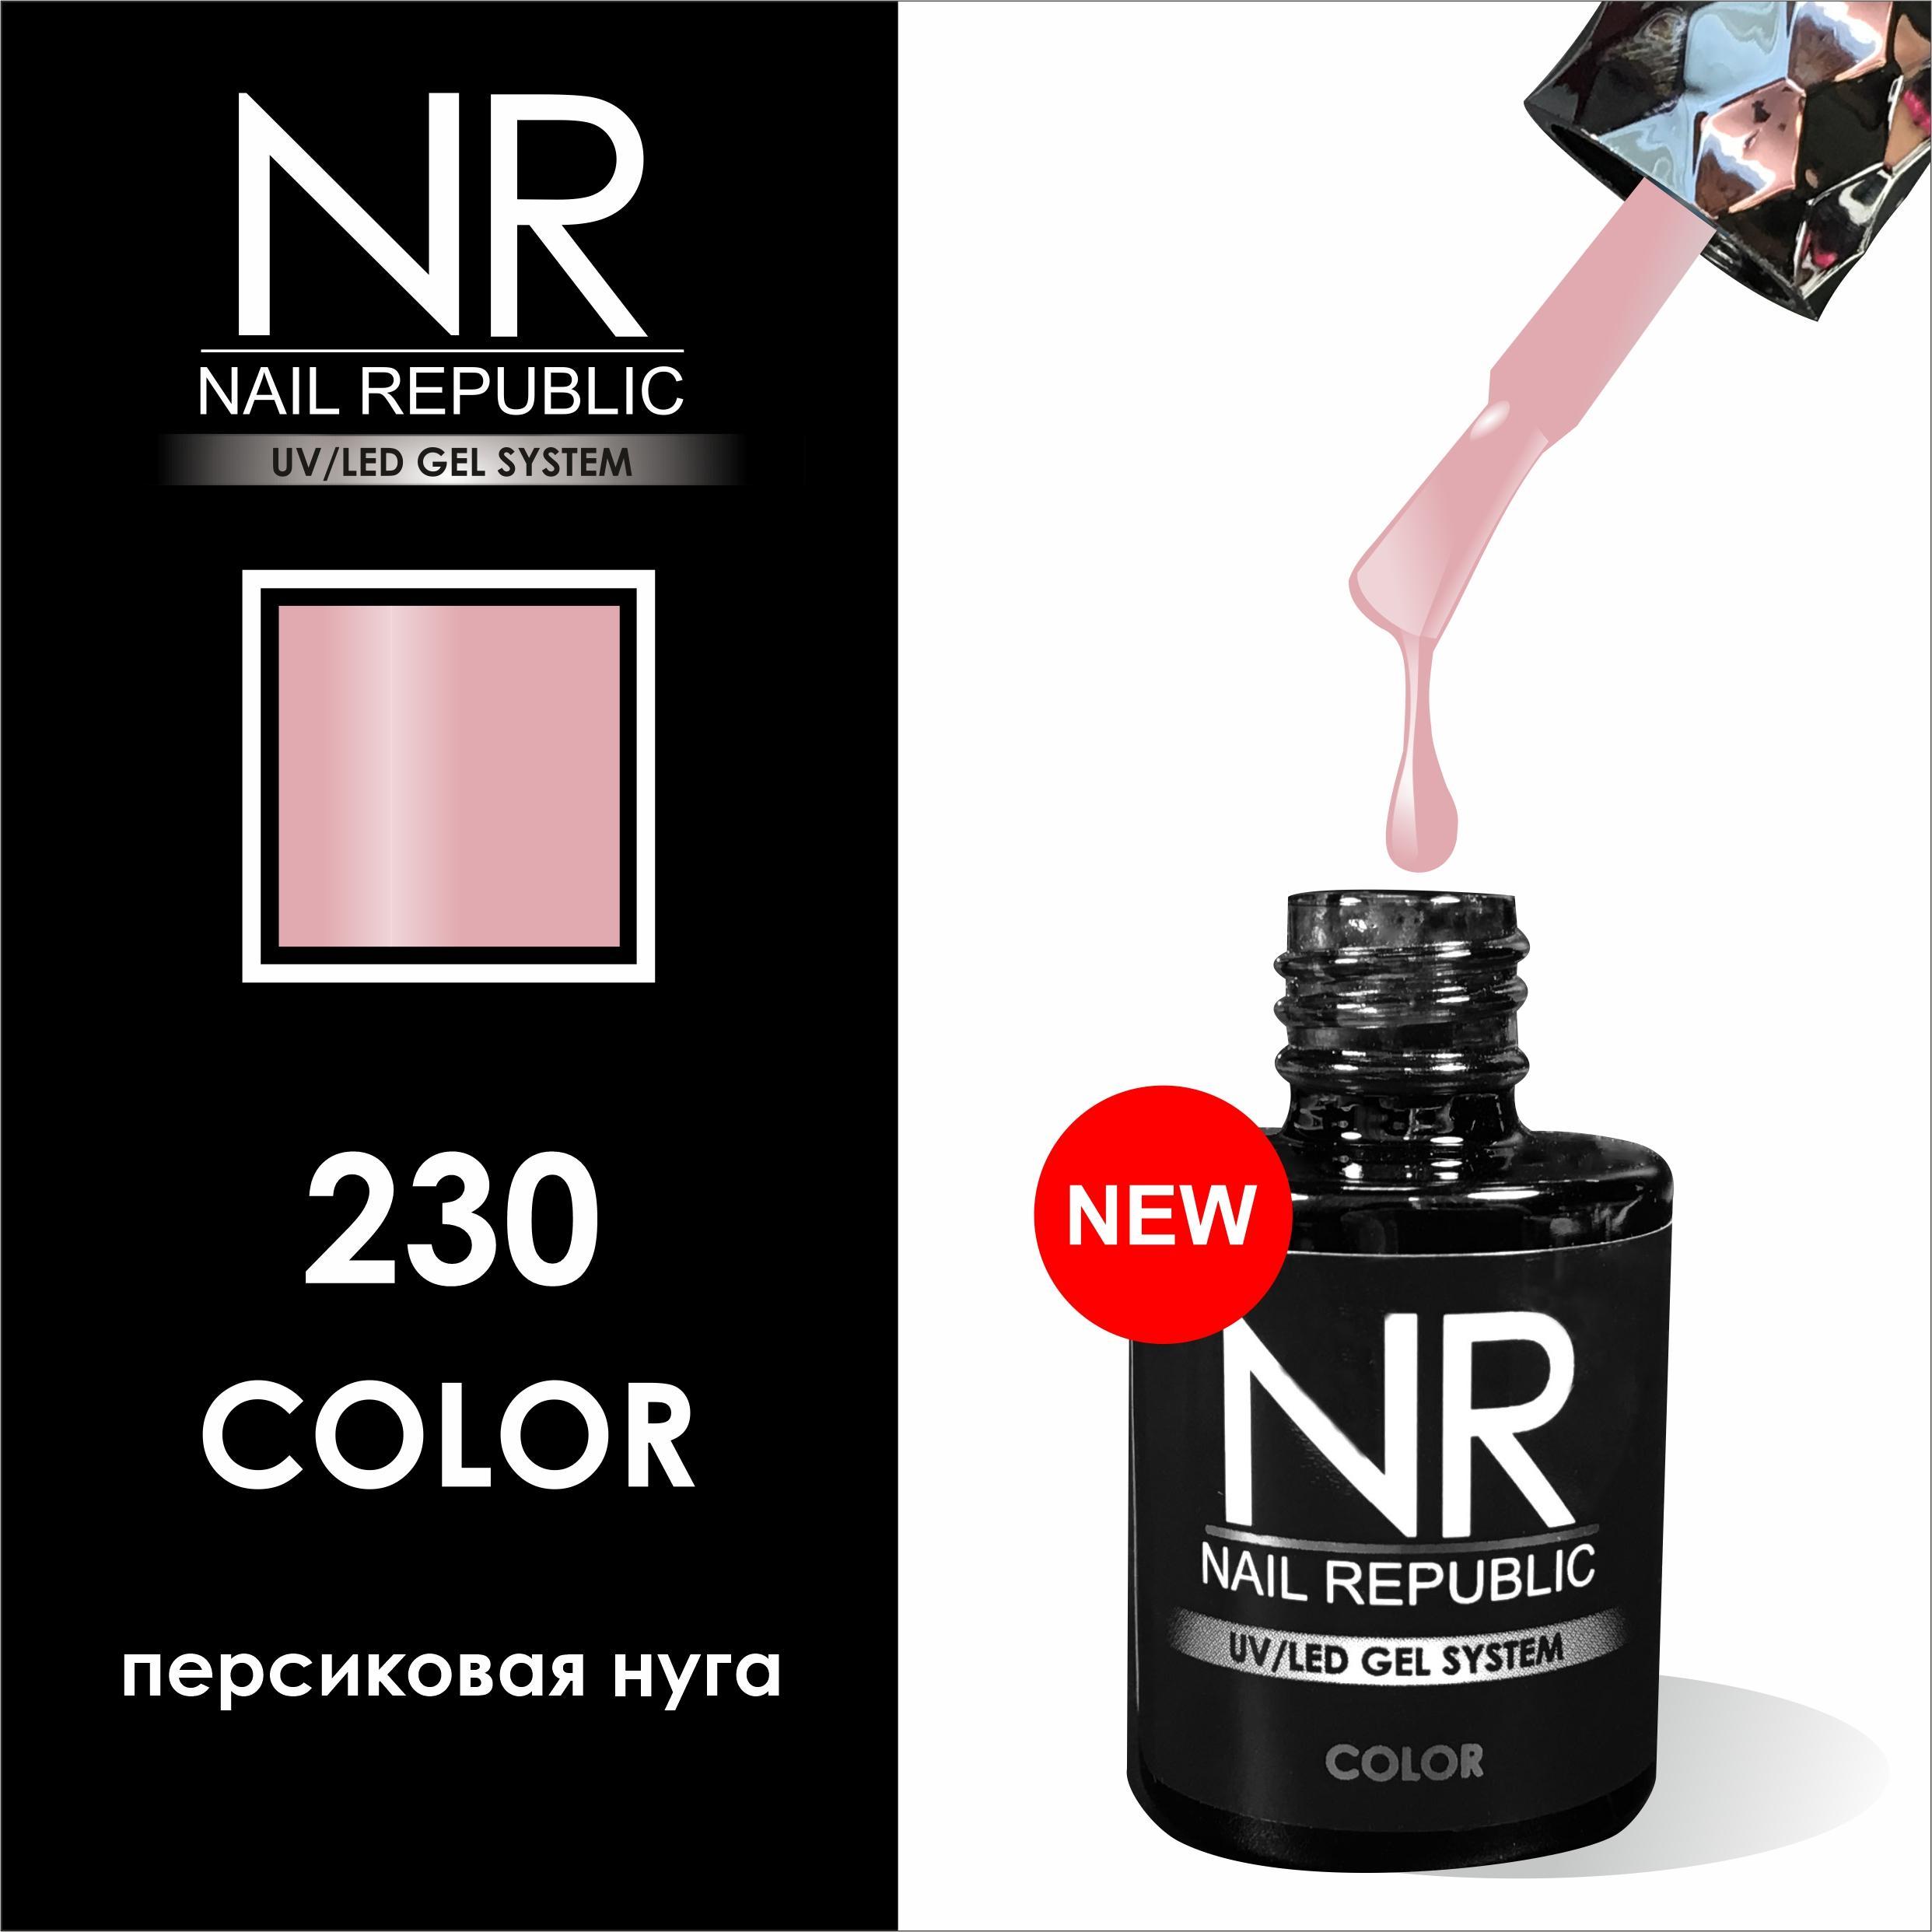 NR
NAIL REPUBLIC
UV/LED GEL SYSTEM
230
COLOR
персиковая нуга
NEW
NR
NAIL REPUBLIC
UV/LED GEL SYSTEM
COLOR